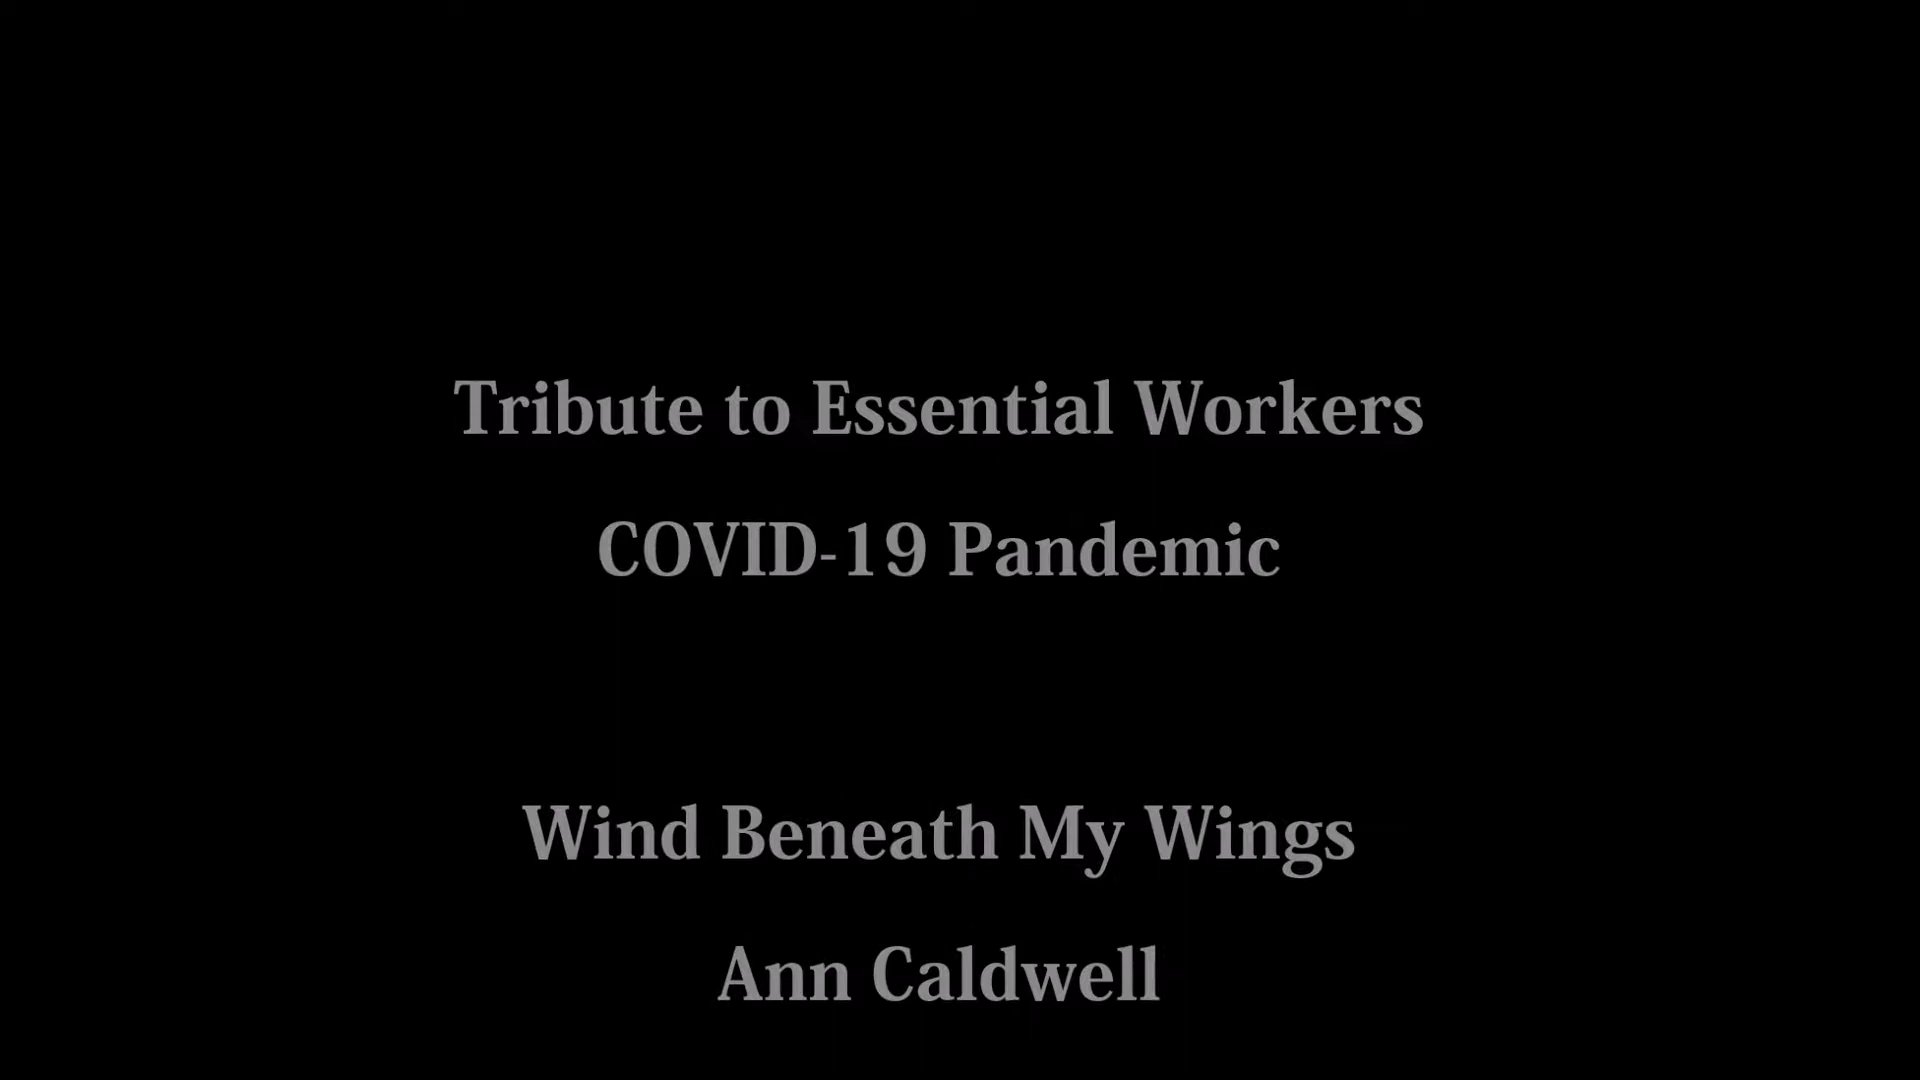 Tribute to Essential Workers
COVID-19 Pandemic
Wind Beneath My Wings
Ann Caldwell